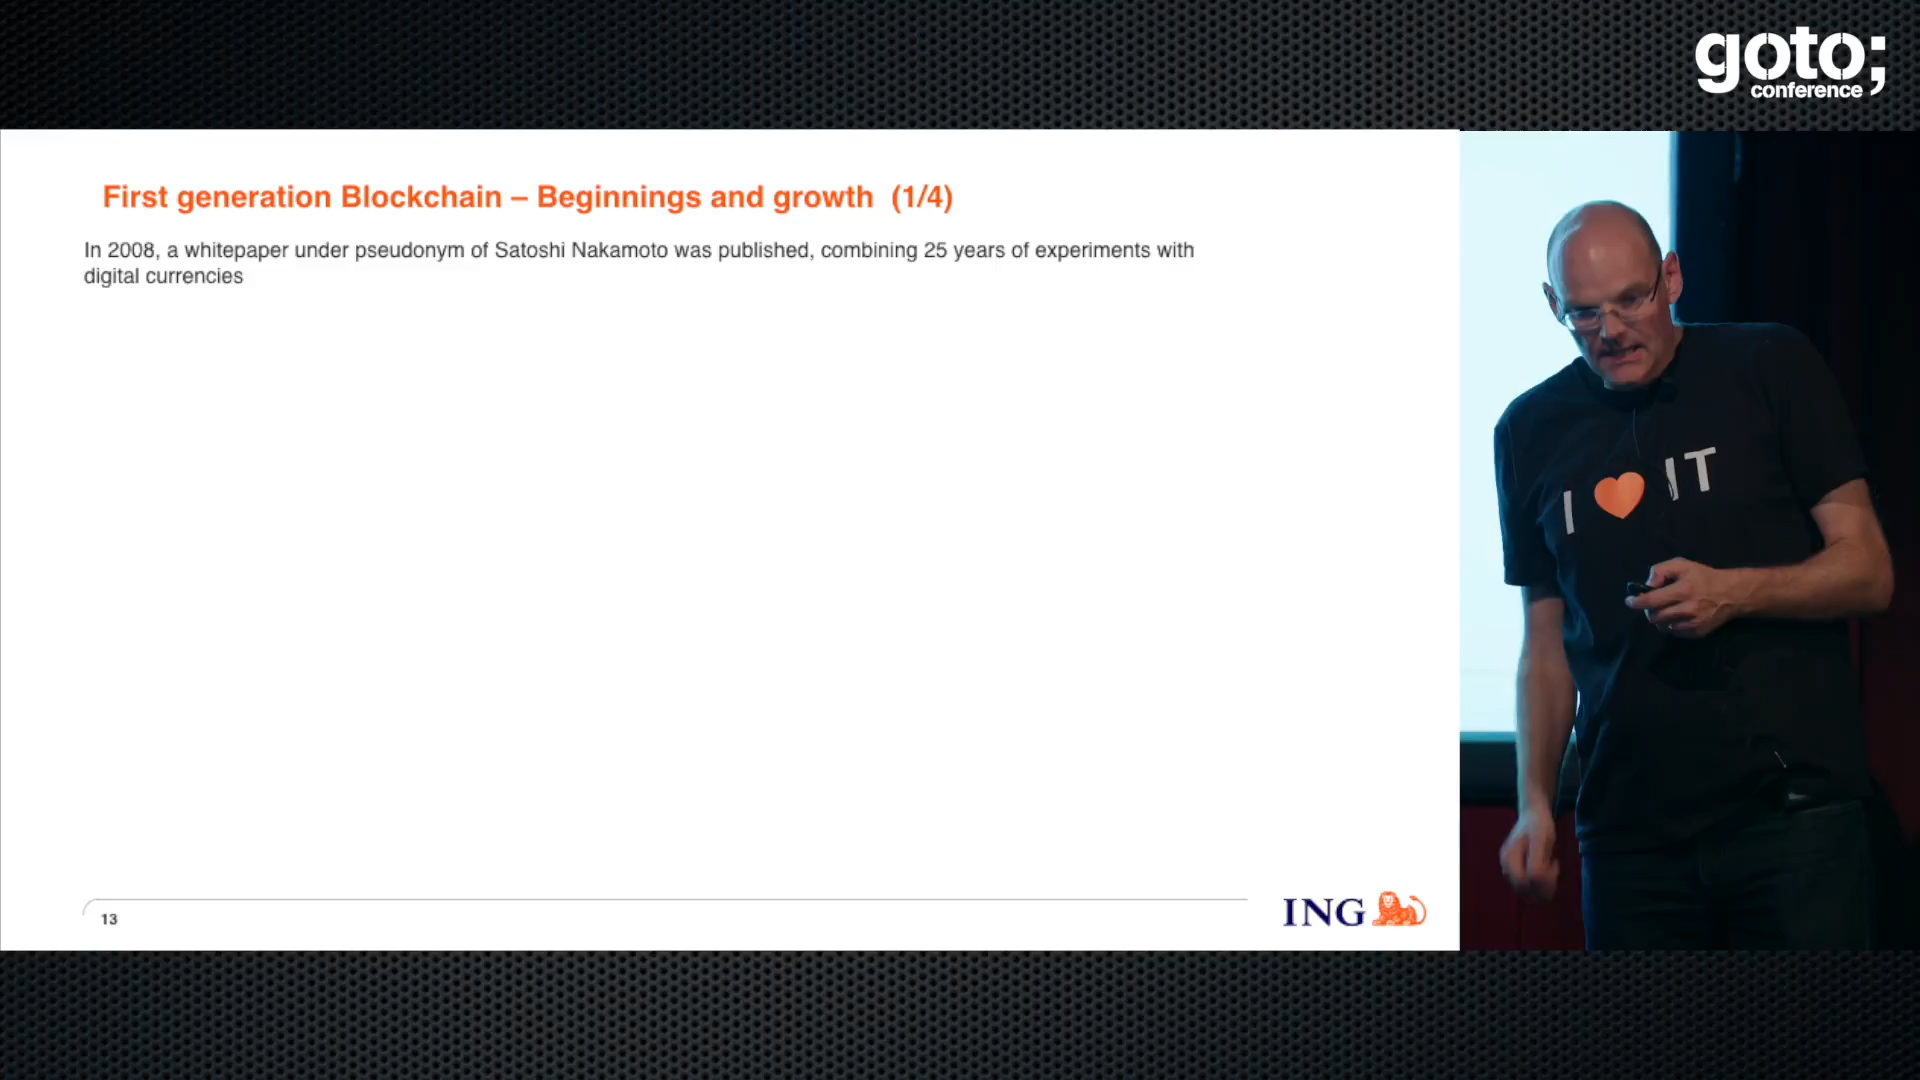 goto;
conference
First generation Blockchain – Beginnings and growth (1/4)
In 2008, a whitepaper under pseudonym of Satoshi Nakamoto was published, combining 25 years of experiments with
digital currencies
I IT
13
ING